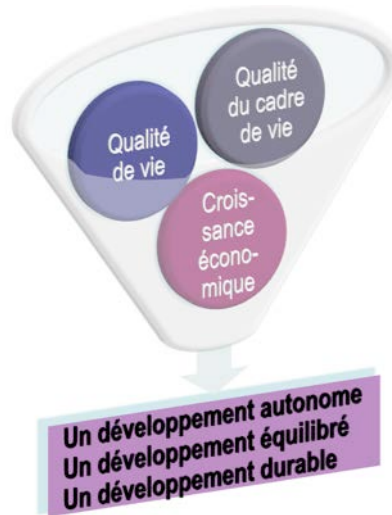 Qualité
du cadre
de vie
Qualité
de vie
Crois-
sance
écono-
mique
Un développement autonome
Un développement équilibré
Un développement durable